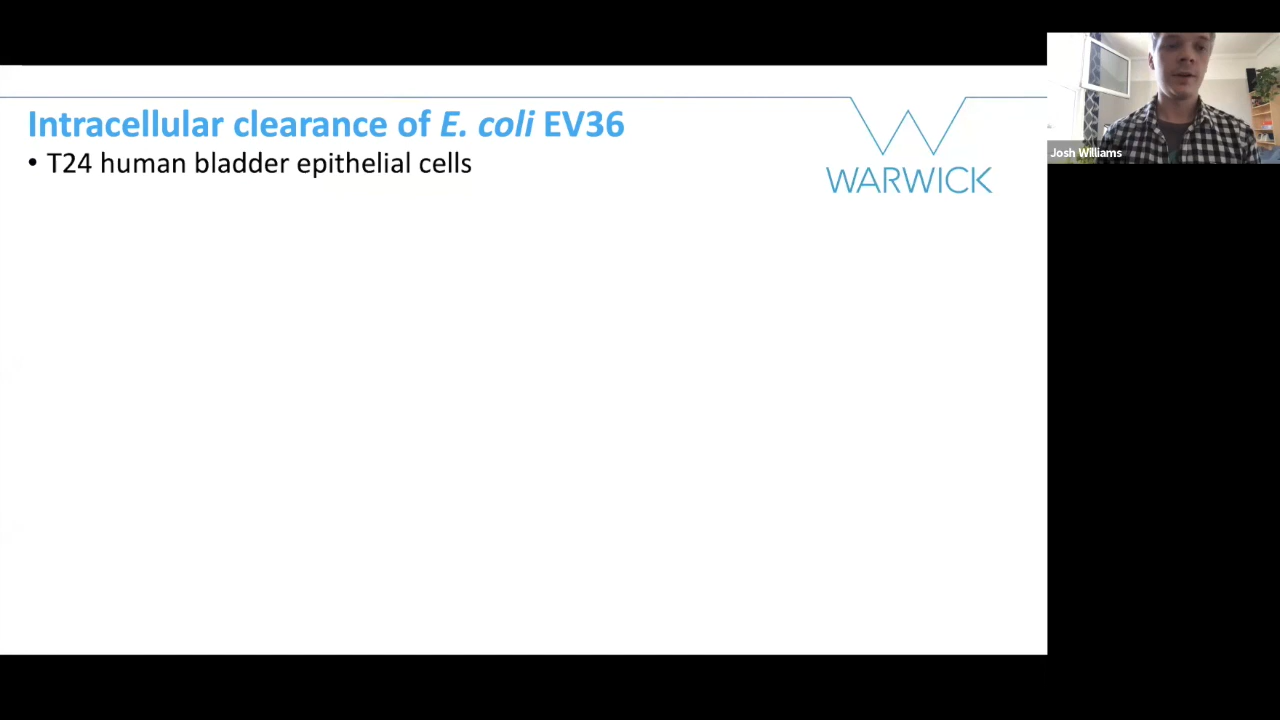 Intracellular clearance of E. coli EV36
• T24 human bladder epithelial cells
WARWICK
Josh Williams